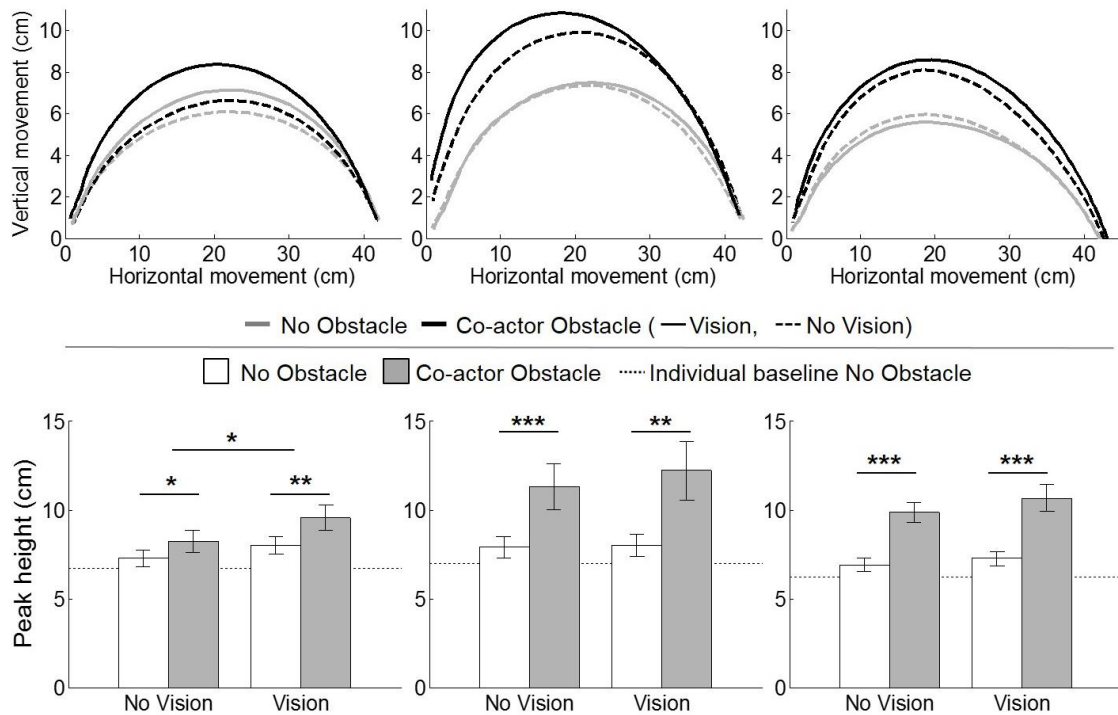 Vertical movement (cm)
10
8
6
4
2
0
0 10 20 30 40
Horizontal movement (cm)
10
8
6
4
2
0
0 10 20 30 40
Horizontal movement (cm)
10
8
6
4
2
0
0 10 20 30 40
Horizontal movement (cm)
No Obstacle Co-actor Obstacle ( Vision, No Vision)
No Obstacle Co-actor Obstacle Individual baseline No Obstacle
Peak height (cm)
15
10
5
0
*
* **
No Vision Vision
15
10
5
0
*** **
No Vision Vision
15
10
5
0
*** ***
No Vision Vision